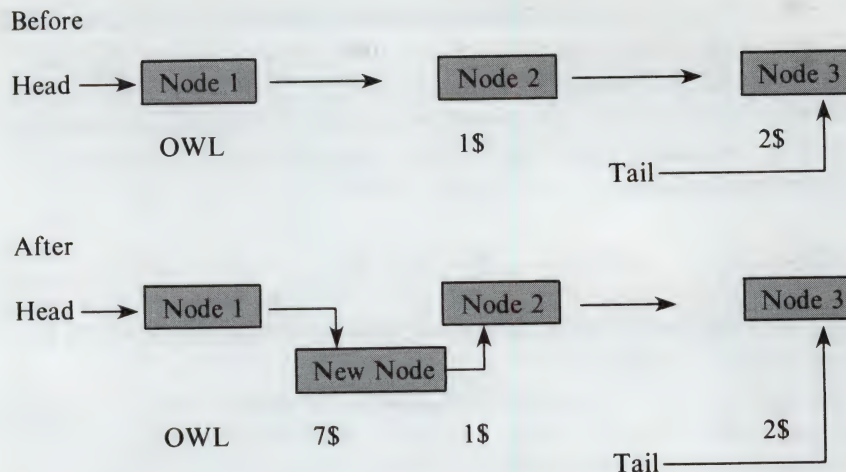 Before
Head Node 1 Node 2 Node 3
OWL 1$ 2$
Tail
After
Head Node 1 Node 2 Node 3
New Node
OWL 7$ 1$ 2$
Tail